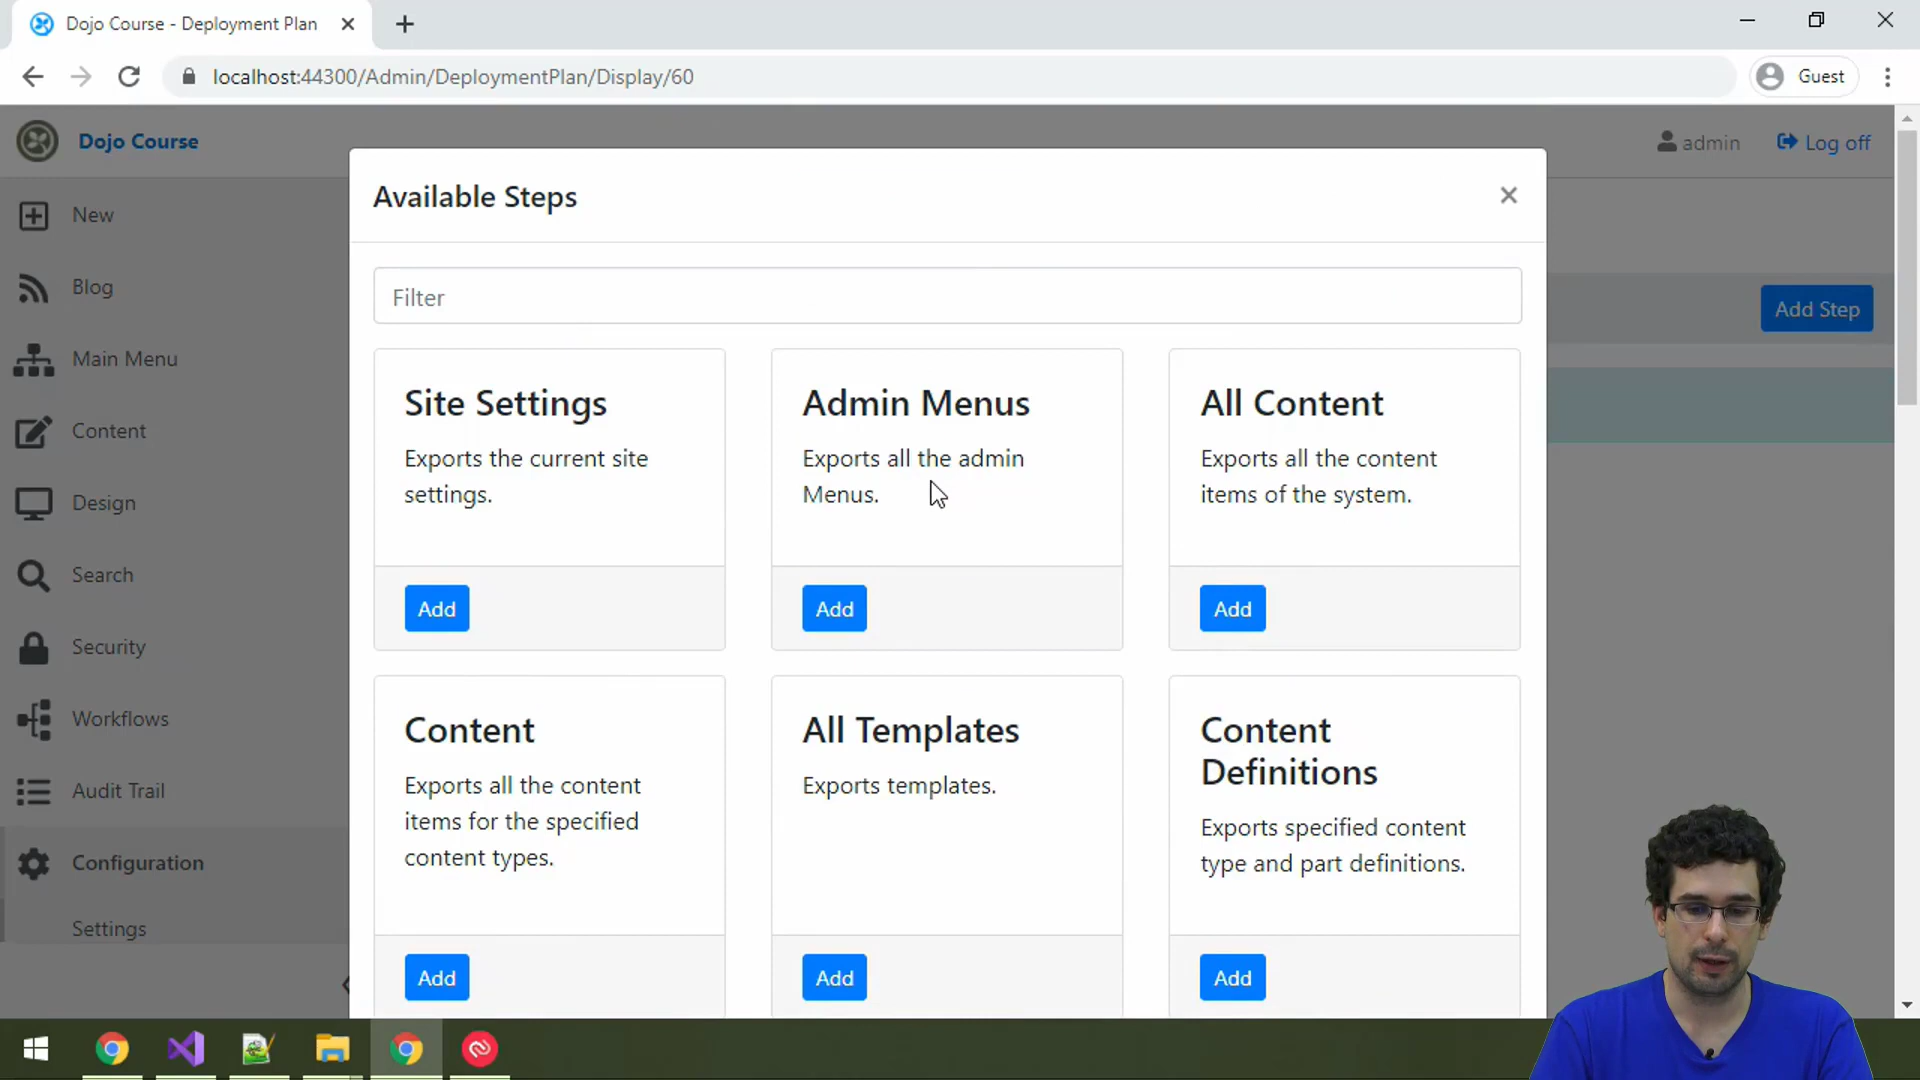 Dojo Course - Deployment Plan
localhost:44300/Admin/DeploymentPlan/Display/60
Guest
Dojo Course
admin
Log off
New
Blog
Main Menu
Content
Design
Search
Security
Workflows
Audit Trail
Configuration
Settings
Add Step
Available Steps
Filter
Site Settings
Exports the current site
settings.
Add
Admin Menus
Exports all the admin
Menus.
Add
All Content
Exports all the content
items of the system.
Add
Content
Exports all the content
items for the specified
content types.
Add
All Templates
Exports templates.
Add
Content
Definitions
Exports specified content
type and part definitions.
Add